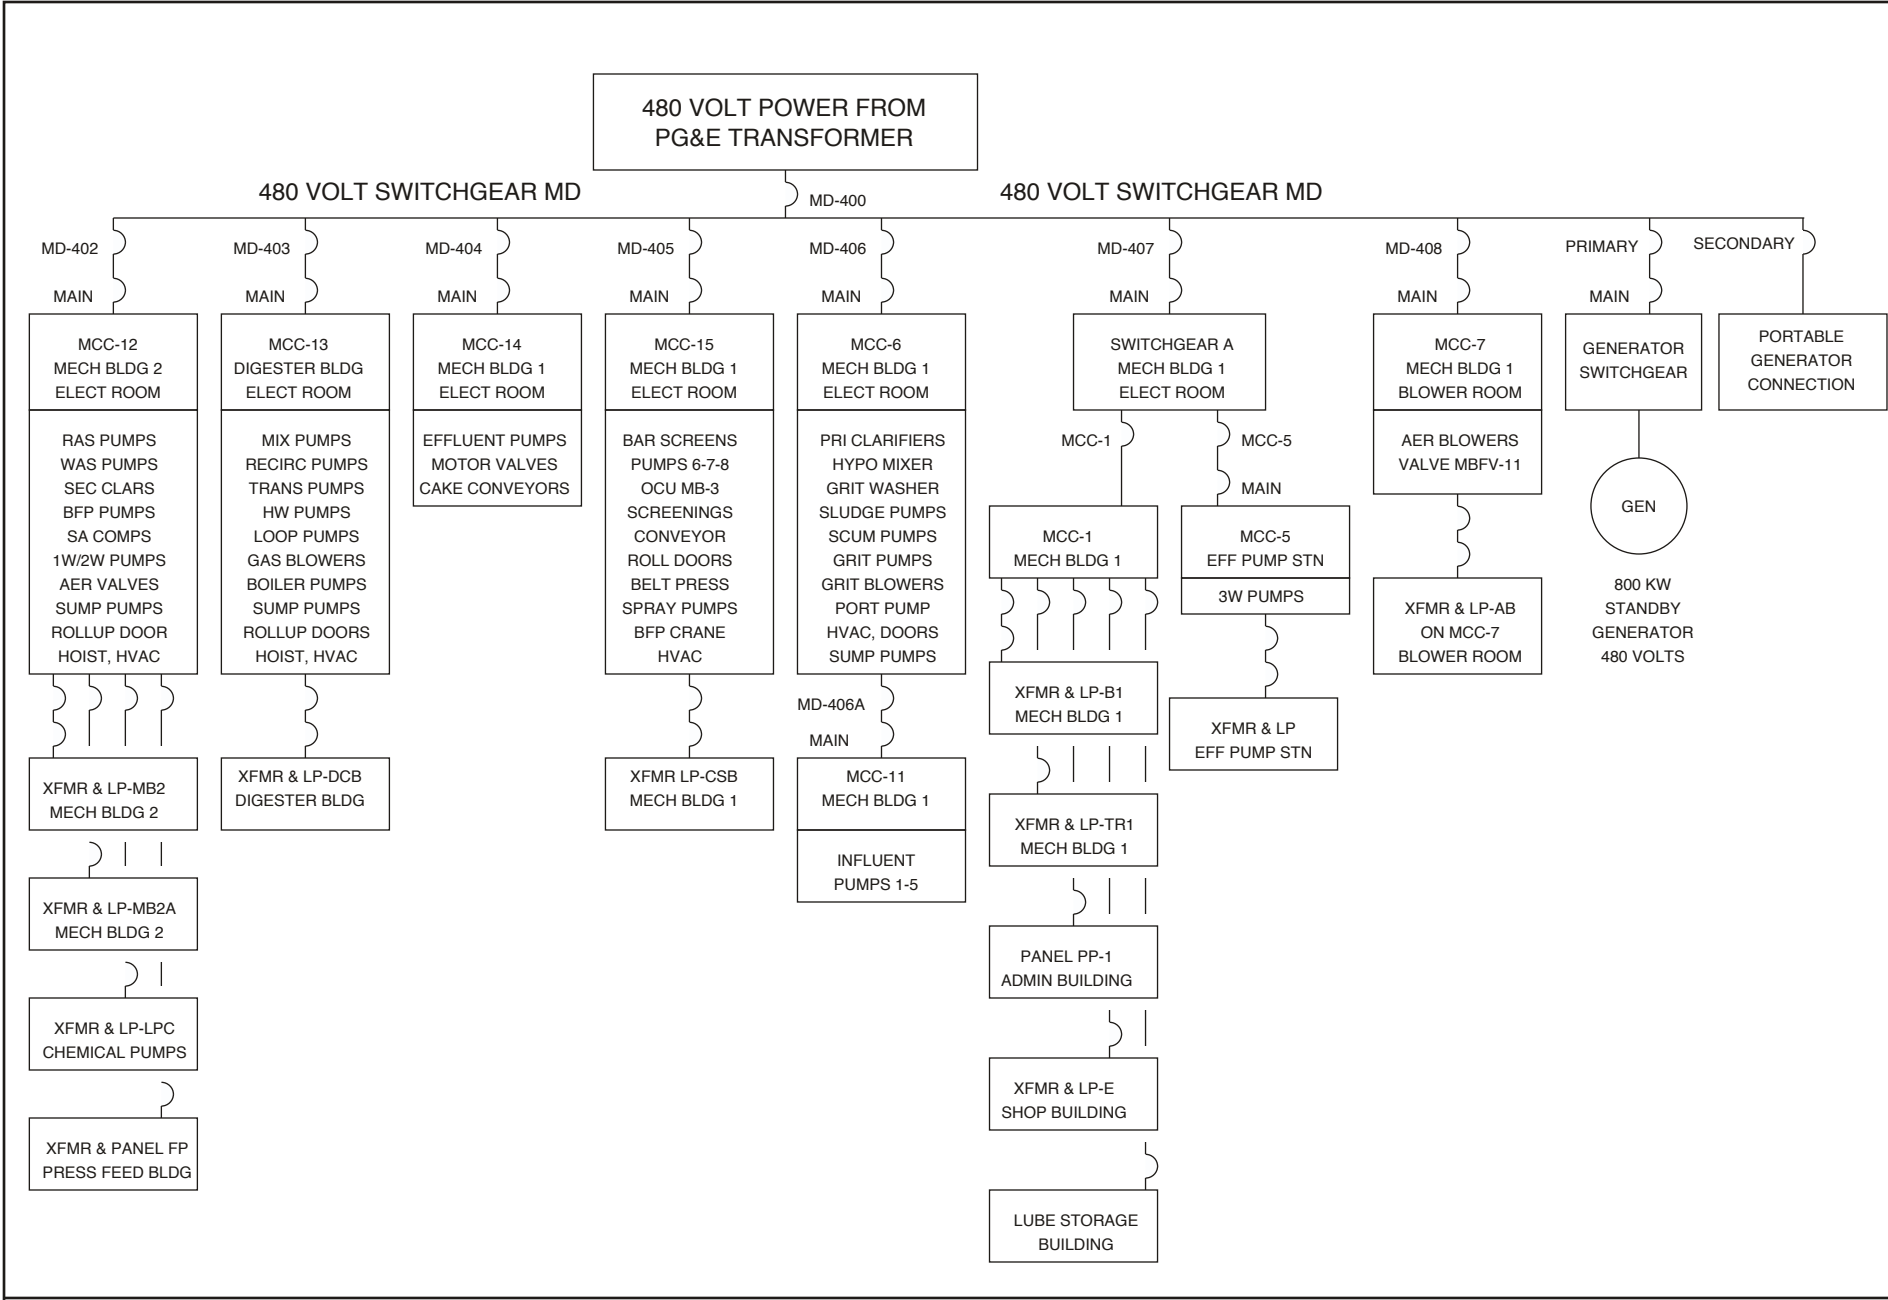 480 VOLT POWER FROM
PG&E TRANSFORMER
480 VOLT SWITCHGEAR MD
MD-400
480 VOLT SWITCHGEAR MD
MD-402
MAIN
MCC-12
MECH BLDG 2
ELECT ROOM
RAS PUMPS
WAS PUMPS
SEC CLARS
BFP PUMPS
SA COMPS
1W/2W PUMPS
AER VALVES
SUMP PUMPS
ROLLUP DOOR
HOIST, HVAC
XFMR & LP-MB2
MECH BLDG 2
XFMR & LP-MB2A
MECH BLDG 2
XFMR & LP-LPC
CHEMICAL PUMPS
XFMR & PANEL FP
PRESS FEED BLDG
MD-403
MAIN
MCC-13
DIGESTER BLDG
ELECT ROOM
MIX PUMPS
RECIRC PUMPS
TRANS PUMPS
HW PUMPS
LOOP PUMPS
GAS BLOWERS
BOILER PUMPS
SUMP PUMPS
ROLLUP DOORS
HOIST, HVAC
XFMR & LP-DCB
DIGESTER BLDG
MD-404
MAIN
MCC-14
MECH BLDG 1
ELECT ROOM
EFFLUENT PUMPS
MOTOR VALVES
CAKE CONVEYORS
MD-405
MAIN
MCC-15
MECH BLDG 1
ELECT ROOM
BAR SCREENS
PUMPS 6-7-8
OCU MB-3
SCREENINGS
CONVEYOR
ROLL DOORS
BELT PRESS
SPRAY PUMPS
BFP CRANE
HVAC
XFMR LP-CSB
MECH BLDG 1
MD-406
MAIN
MCC-6
MECH BLDG 1
ELECT ROOM
PRI CLARIFIERS
HYPO MIXER
GRIT WASHER
SLUDGE PUMPS
SCUM PUMPS
GRIT PUMPS
GRIT BLOWERS
PORT PUMP
HVAC, DOORS
SUMP PUMPS
MD-406A
MAIN
MCC-11
MECH BLDG 1
INFLUENT
PUMPS 1-5
MD-407
MAIN
SWITCHGEAR A
MECH BLDG 1
ELECT ROOM
MCC-1
MCC-1
MECH BLDG 1
XFMR & LP-B1
MECH BLDG 1
XFMR & LP-TR1
MECH BLDG 1
PANEL PP-1
ADMIN BUILDING
XFMR & LP-E
SHOP BUILDING
LUBE STORAGE
BUILDING
MCC-5
MAIN
MCC-5
EFF PUMP STN
3W PUMPS
XFMR & LP
EFF PUMP STN
MD-408
MAIN
MCC-7
MECH BLDG 1
BLOWER ROOM
AER BLOWERS
VALVE MBFV-11
XFMR & LP-AB
ON MCC-7
BLOWER ROOM
PRIMARY
MAIN
GENERATOR
SWITCHGEAR
GEN
800 KW
STANDBY
GENERATOR
480 VOLTS
SECONDARY
PORTABLE
GENERATOR
CONNECTION